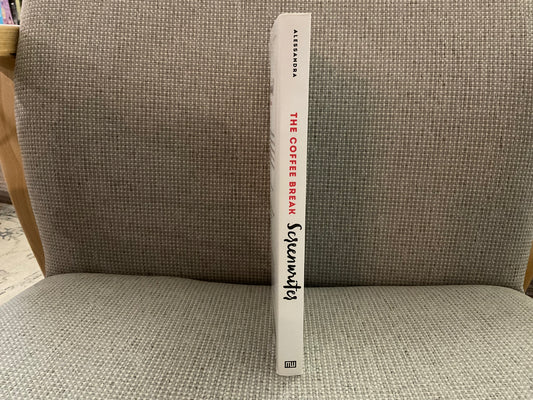 ALESSANDRA
THE COFFEE BREAK
Screenwriter